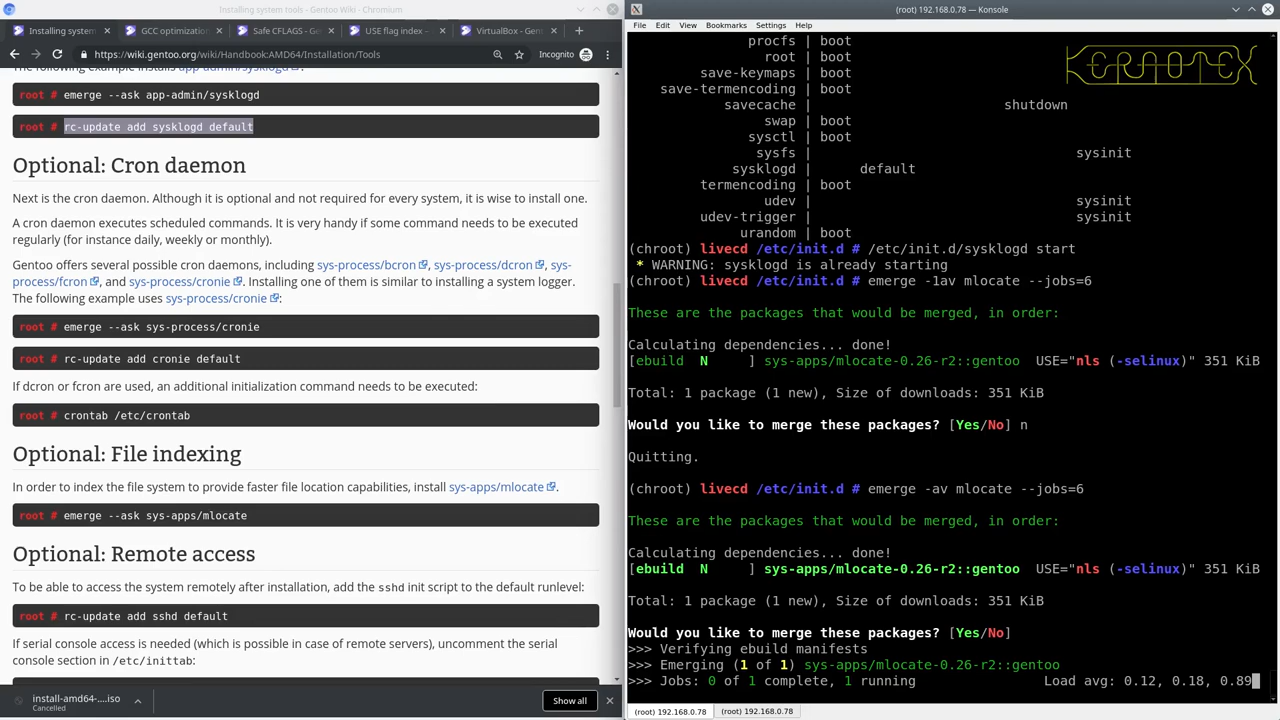 Installing system tools - Gentoo Wiki - Chromium
Installing system
GCC optimization
Safe CFLAGS - Gen
USE flag index –
VirtualBox - Gento
https://wiki.gentoo.org/wiki/Handbook:AMD64/Installation/Tools
Incognito
The following example installs app-admin/sysklogd:
root # emerge --ask app-admin/sysklogd
root # rc-update add sysklogd default
Optional: Cron daemon
Next is the cron daemon. Although it is optional and not required for every system, it is wise to install one.
A cron daemon executes scheduled commands. It is very handy if some command needs to be executed
regularly (for instance daily, weekly or monthly).
Gentoo offers several possible cron daemons, including sys-process/bcron, sys-process/dcron, sys-
process/fcron, and sys-process/cronie. Installing one of them is similar to installing a system logger.
The following example uses sys-process/cronie:
root # emerge --ask sys-process/cronie
root # rc-update add cronie default
If dcron or fcron are used, an additional initialization command needs to be executed:
root # crontab /etc/crontab
Optional: File indexing
In order to index the file system to provide faster file location capabilities, install sys-apps/mlocate.
root # emerge --ask sys-apps/mlocate
Optional: Remote access
To be able to access the system remotely after installation, add the sshd init script to the default runlevel:
root # rc-update add sshd default
If serial console access is needed (which is possible in case of remote servers), uncomment the serial
console section in /etc/inittab:
install-amd64-....iso
Cancelled
Show all
(root) 192.168.0.78 — Konsole
File Edit View Bookmarks Settings Help
KERAOTEX
procfs | boot
root | boot
save-keymaps | boot
save-termencoding | boot
savecache | shutdown
swap | boot
sysctl | boot
sysfs | sysinit
sysklogd | default
termencoding | boot
udev | sysinit
udev-trigger | sysinit
urandom | boot
(chroot) livecd /etc/init.d # /etc/init.d/sysklogd start
* WARNING: sysklogd is already starting
(chroot) livecd /etc/init.d # emerge -1av mlocate --jobs=6
These are the packages that would be merged, in order:
Calculating dependencies... done!
[ebuild N ] sys-apps/mlocate-0.26-r2::gentoo USE="nls (-selinux)" 351 KiB
Total: 1 package (1 new), Size of downloads: 351 KiB
Would you like to merge these packages? [Yes/No] n
Quitting.
(chroot) livecd /etc/init.d # emerge -av mlocate --jobs=6
These are the packages that would be merged, in order:
Calculating dependencies... done!
[ebuild N ] sys-apps/mlocate-0.26-r2::gentoo USE="nls (-selinux)" 351 KiB
Total: 1 package (1 new), Size of downloads: 351 KiB
Would you like to merge these packages? [Yes/No]
>>> Verifying ebuild manifests
>>> Emerging (1 of 1) sys-apps/mlocate-0.26-r2::gentoo
>>> Jobs: 0 of 1 complete, 1 running Load avg: 0.12, 0.18, 0.89
(root) 192.168.0.78
(root) 192.168.0.78